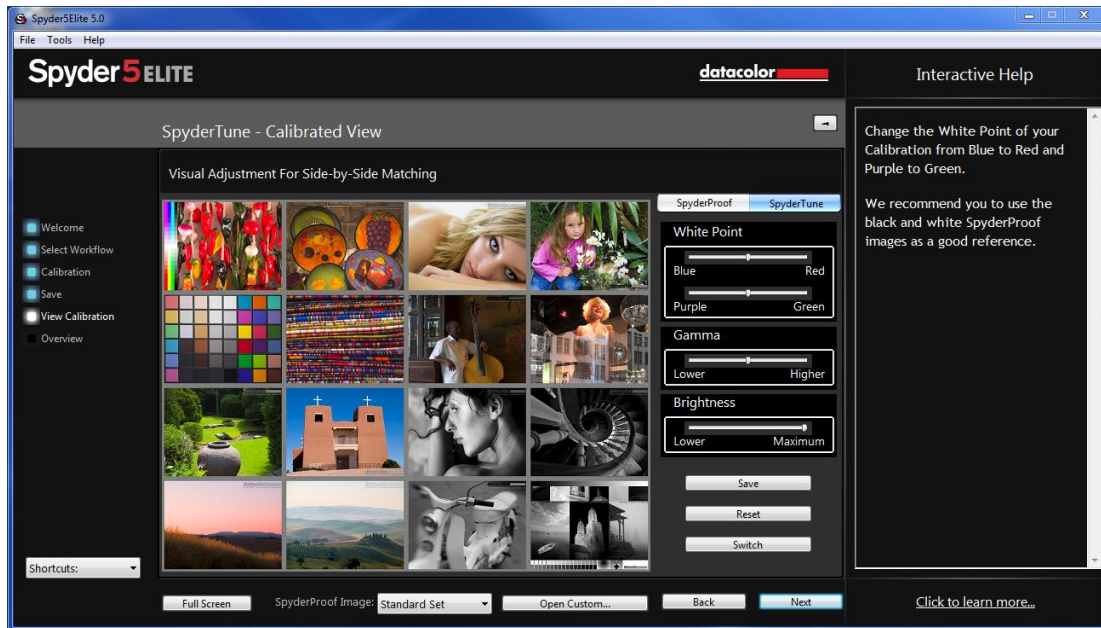 Spyder5Elite 5.0
File Tools Help
Spyder5ELITE
datacolor
Interactive Help
SpyderTune - Calibrated View
Visual Adjustment For Side-by-Side Matching
Welcome
Select Workflow
Calibration
Save
View Calibration
Overview
Shortcuts:
SpyderProof SpyderTune
White Point
Blue Red
Purple Green
Gamma
Lower Higher
Brightness
Lower Maximum
Save
Reset
Switch
Change the White Point of your
Calibration from Blue to Red and
Purple to Green.
We recommend you to use the
black and white SpyderProof
images as a good reference.
Full Screen
SpyderProof Image: Standard Set
Open Custom...
Back
Next
Click to learn more...